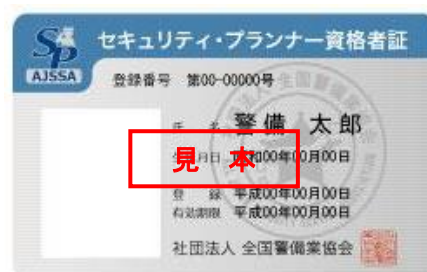 SP
AJSSA
セキュリティ・プランナー資格者証
登録番号 第00-00000号
氏 名 警備 太郎
月日 昭和00年00月00日
見 本
登 録 平成00年00月00日
有効期限 平成00年00月00日
社団法人 全国警備業協会